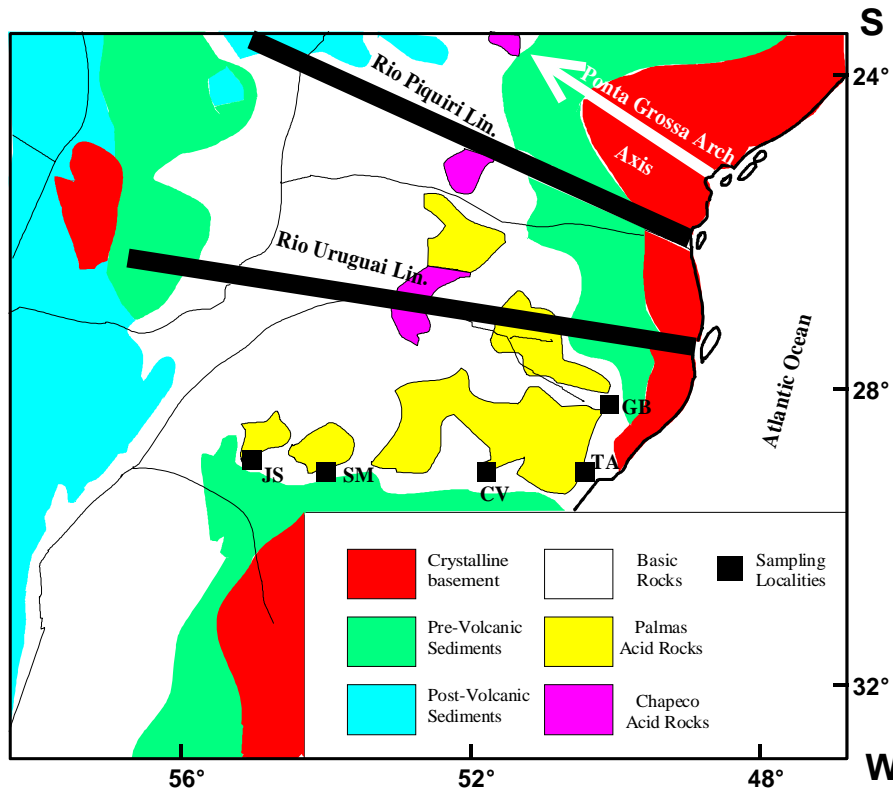 S
24°
Rio Piquiri Lin.
Ponta Grossa Arch
Axis
Rio Uruguai Lin.
Atlantic Ocean
28°
GB
JS
SM
CV
TA
Crystalline
basement
Basic
Rocks
Sampling
Localities
Pre-Volcanic
Sediments
Palmas
Acid Rocks
Post-Volcanic
Sediments
Chapeco
Acid Rocks
32°
56°
52°
48°
W